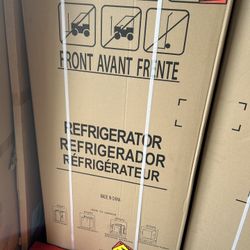 FRONT AVANT FRENTE
REFRIGERATOR
REFRIGERADOR
RÉFRIGÉRATEUR
MADE IN CHINA